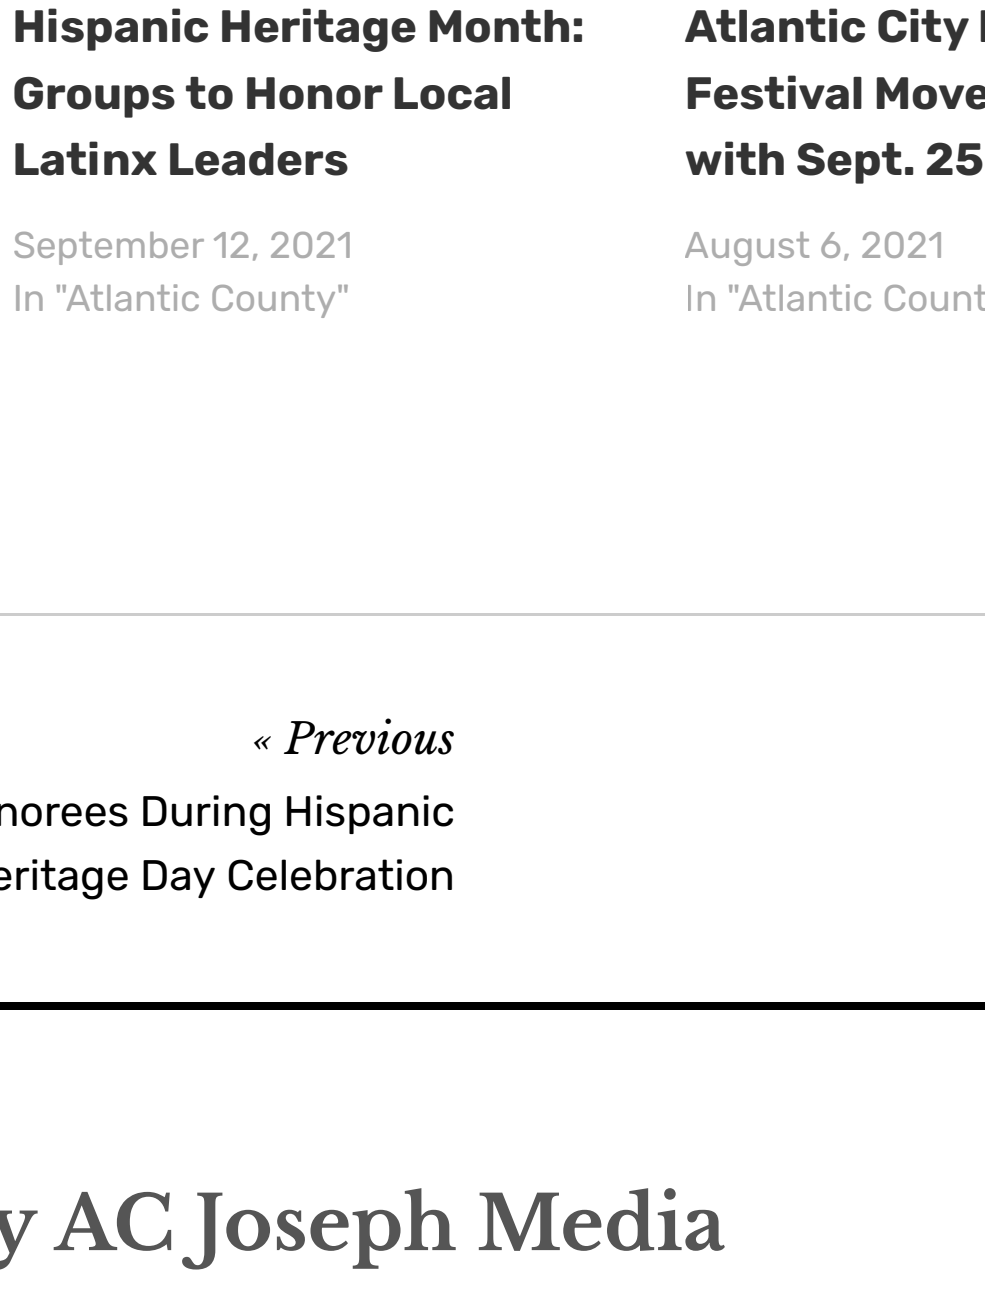 Hispanic Heritage Month:
Groups to Honor Local
Latinx Leaders
September 12, 2021
In "Atlantic County"
Atlantic City
Festival Move
with Sept. 25
August 6, 2021
In "Atlantic Count
« Previous
norees During Hispanic
eritage Day Celebration
y AC Joseph Media